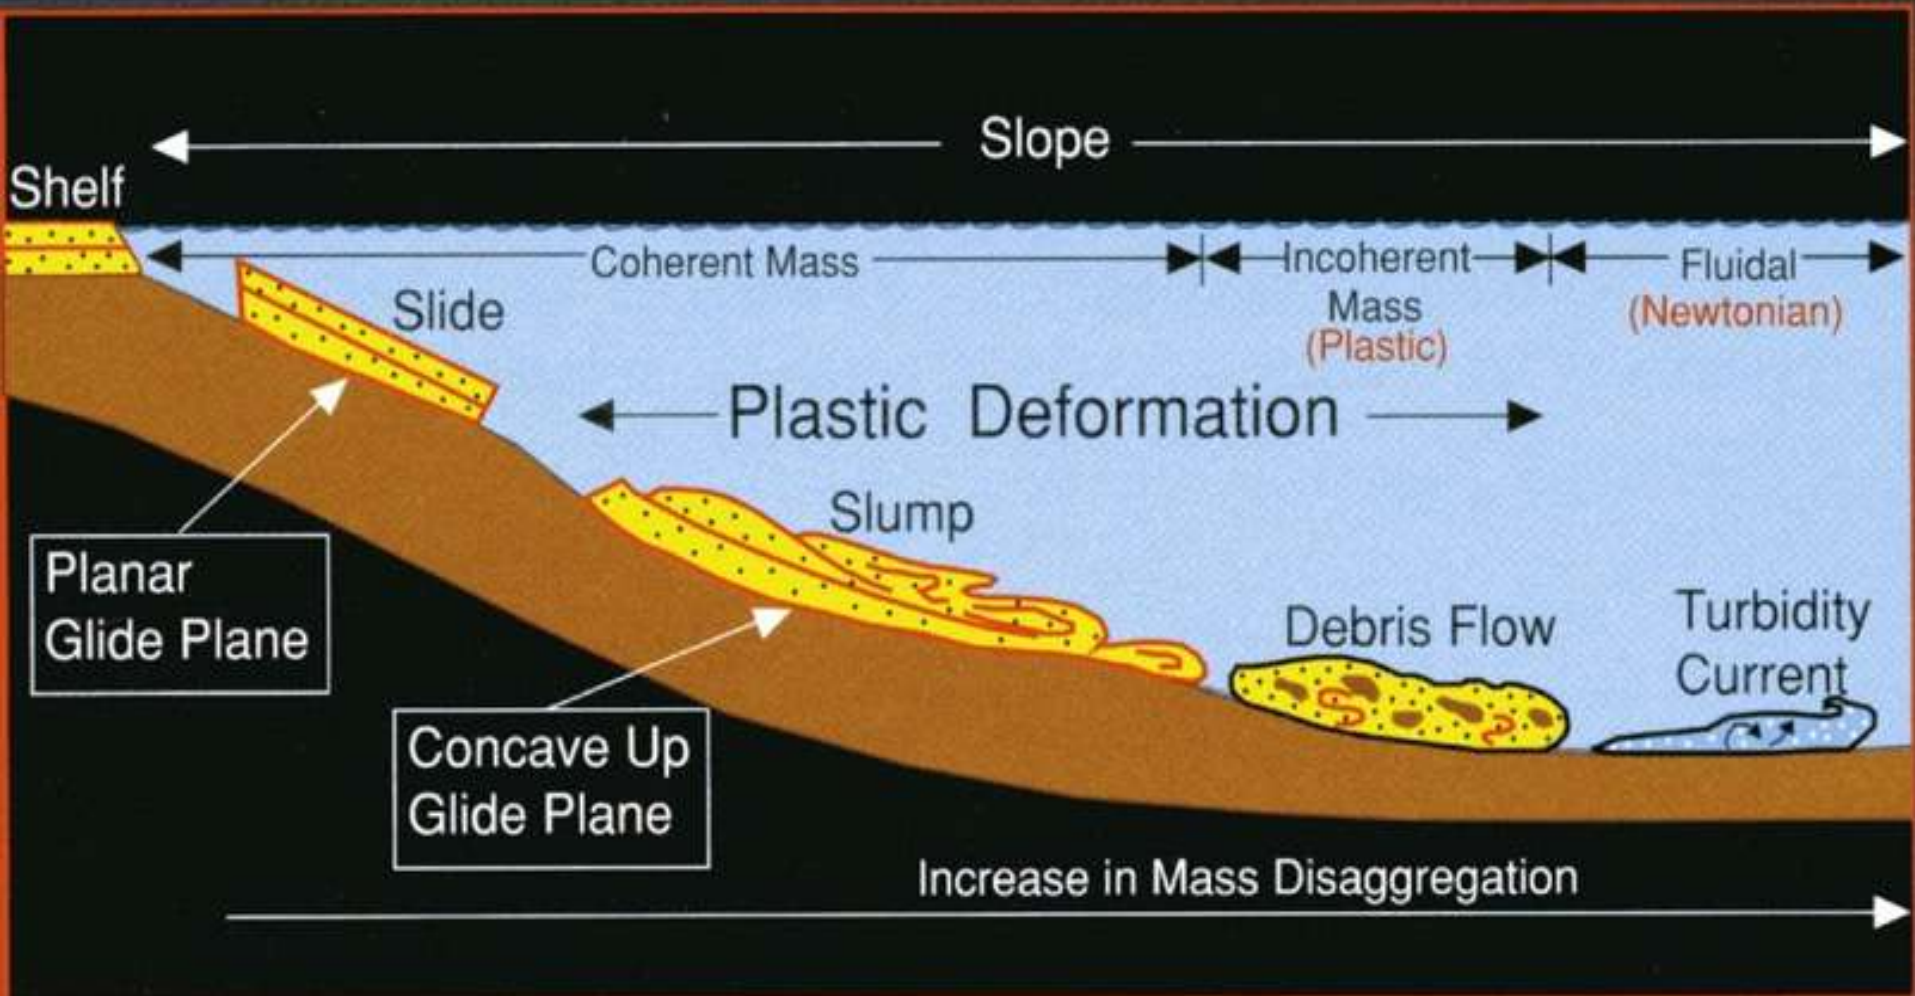 Slope
Shelf
Coherent Mass
Incoherent
Mass
(Plastic)
Fluidal
(Newtonian)
Slide
Plastic Deformation
Slump
Planar
Glide Plane
Debris Flow
Turbidity
Current
Concave Up
Glide Plane
Increase in Mass Disaggregation